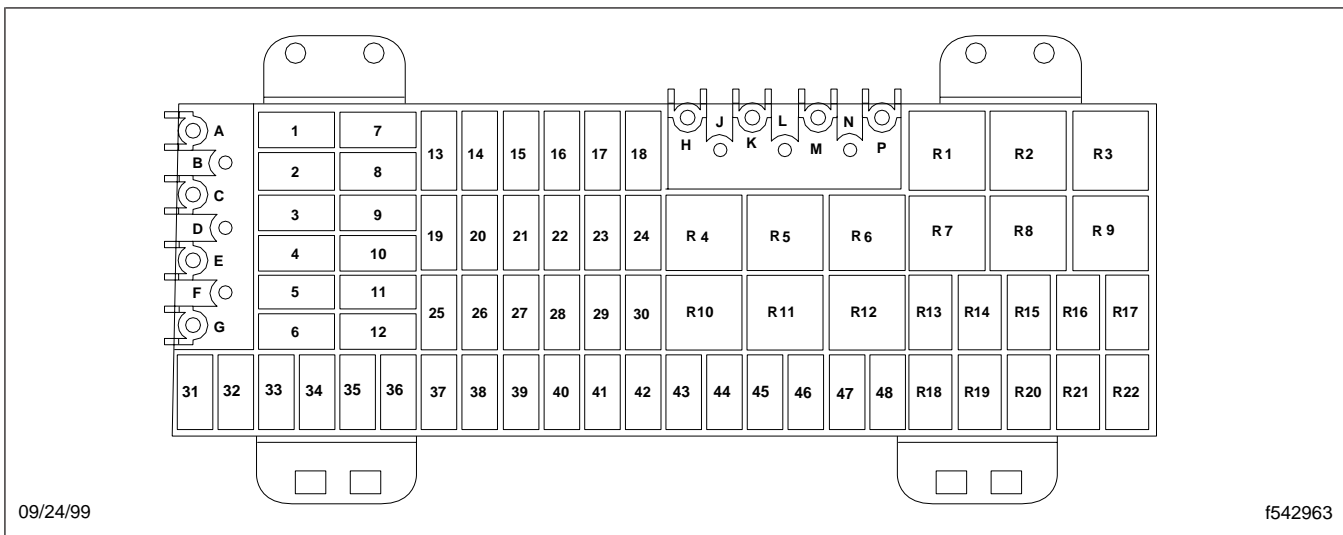 A
B
C
D
E
F
G
1 7
2 8
3 9
4 10
5 11
6 12
13 14 15 16 17 18
19 20 21 22 23 24
25 26 27 28 29 30
H J K L M N P
R1 R2 R3
R 4 R5 R 6 R 7 R8 R 9
R10 R11 R12 R13 R14 R15 R16 R17
31 32 33 34 35 36 37 38 39 40 41 42 43 44 45 46 47 48 R18 R19 R20 R21 R22
09/24/99 f542963